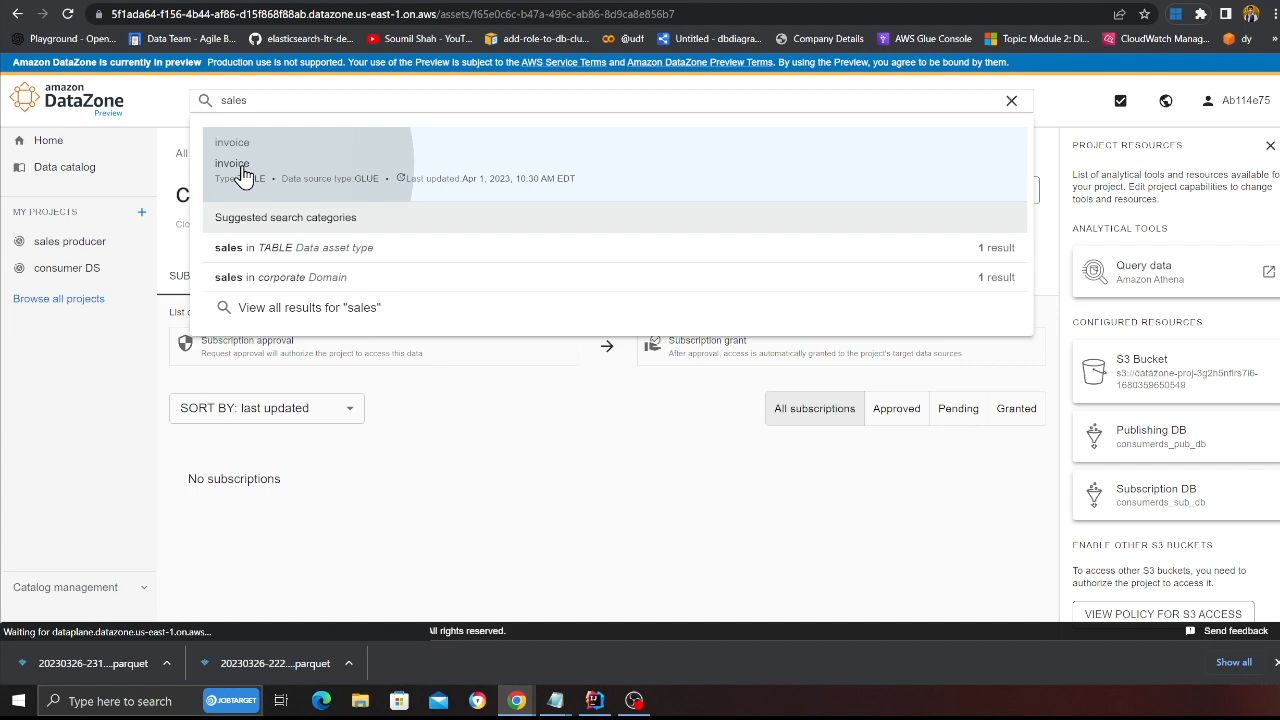 5f1ada64-f156-4b44-af86-d15f868f88ab.datazone.us-east-1.on.aws/assets/f65e0c6c-b47a-496c-ab86-8d9ca8e856b7
Playground - Open...
Data Team - Agile B...
elasticsearch-ltr-de...
Soumil Shah - YouT...
add-role-to-db-clu...
@udf
Untitled - dbdiagra...
Company Details
AWS Glue Console
Topic: Module 2: Di...
CloudWatch Manag...
dy
Amazon DataZone is currently in preview Production use is not supported. Your use of the Preview is subject to the AWS Service Terms and Amazon DataZone Preview Terms. By using the Preview, you agree to be bound by them.
amazon
DataZone
Preview
sales
Ab114e75
Home
Data catalog
MY PROJECTS
sales producer
consumer DS
Browse all projects
Catalog management
All
invoice
invoice
Data source type:GLUE • Last updated:Apr 1, 2023, 10:30 AM EDT
Suggested search categories
sales in TABLE Data asset type 1 result
sales in corporate Domain 1 result
View all results for "sales"
C
Clo
SUB
List o
Subscription approval
Request approval will authorize the project to access this data
Subscription grant
After approval, access is automatically granted to the project's target data sources.
SORT BY: last updated
All subscriptions
Approved
Pending
Granted
No subscriptions
PROJECT RESOURCES
List of analytical tools and resources available fo
your project. Edit project capabilities to change
tools and resources.
ANALYTICAL TOOLS
Query data
Amazon Athena
CONFIGURED RESOURCES
S3 Bucket
s3://datazone-proj-3g2h5nflrs7l6-
1680359650549
Publishing DB
consumerds_pub_db
Subscription DB
consumerds_sub_db
ENABLE OTHER S3 BUCKETS
To access other S3 buckets, you need to
authorize the project to access it.
VIEW POLICY FOR S3 ACCESS
Waiting for dataplane.datazone.us-east-1.on.aws...
All rights reserved.
Send feedback
20230326-231....parquet
20230326-222....parquet
Show all
Type here to search
JOBTARGET